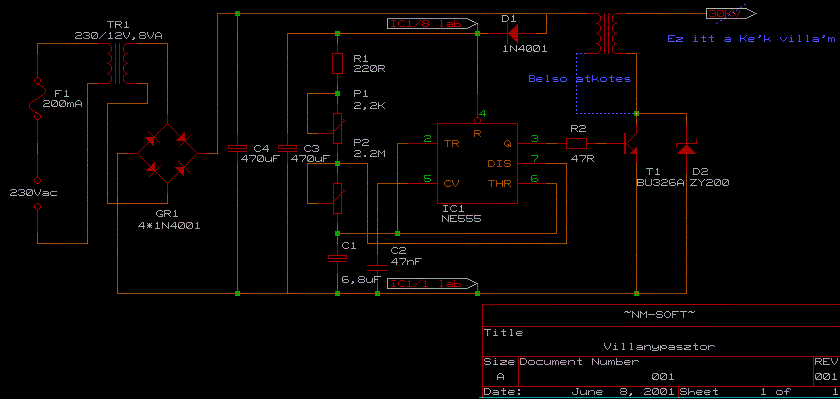 TR1
230/12V,8VA
IC1/8 lab
D1
1N4001
30kV
Ez itt a Ke'k villa'm
F1
200mA
R1
220R
P1
2,2K
P2
2.2M
Belso atkotes
4
R
2
TR
Q
3
R2
47R
DIS
7
5
CV
THR
6
C4
470uF
C3
470uF
IC1
NE555
T1
BU326A
D2
ZY200
230Vac
GR1
4*1N4001
C1
6,8uF
C2
47nF
IC1/1 lab
~NM-SOFT~
Title
Villanypasztor
Size Document Number REV
A 001 001
Date: June 8, 2001 Sheet 1 of 1